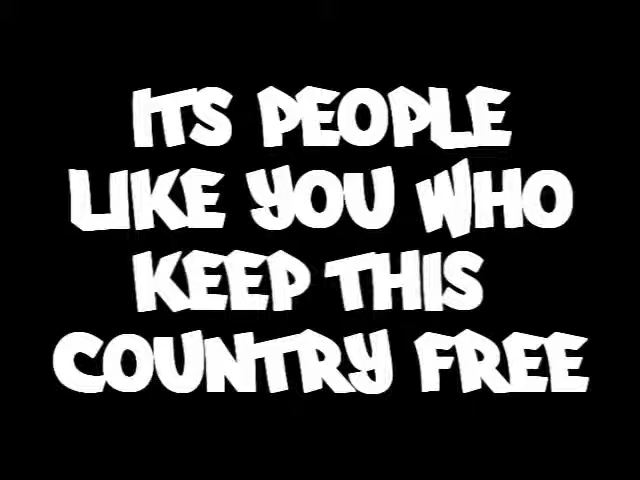 ITS PEOPLE
LIKE YOU WHO
KEEP THIS
COUNTRY FREE